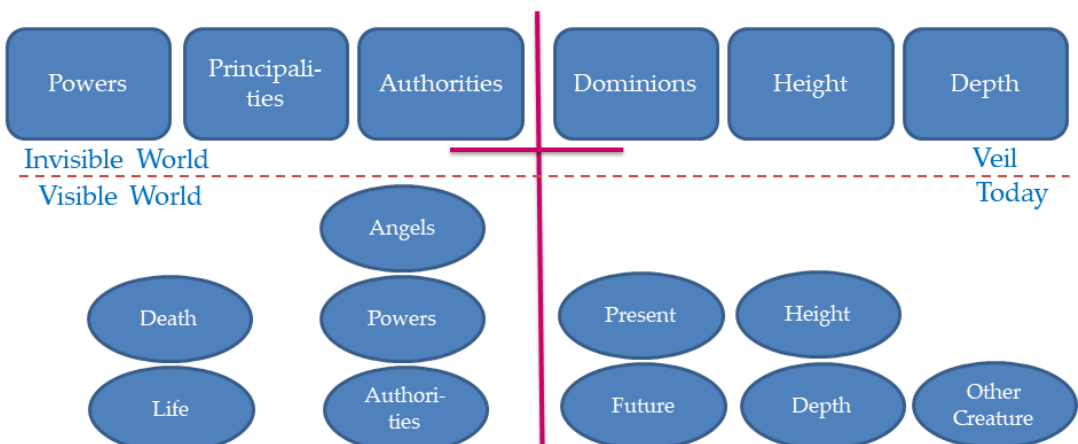 Powers
Principali-
ties
Authorities
Dominions
Height
Depth
Invisible World
Veil
Visible World
Today
Angels
Death
Powers
Present
Height
Life
Authori-
ties
Future
Depth
Other
Creature